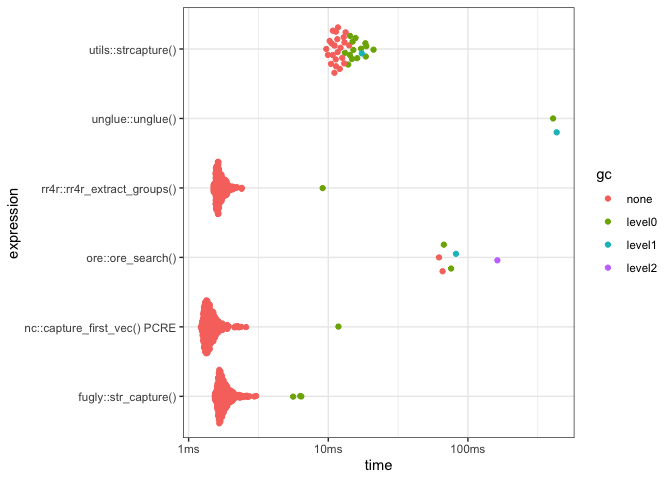 expression
utils::strcapture()
unglue::unglue()
rr4r::rr4r_extract_groups()
ore::ore_search()
nc::capture_first_vec() PCRE
fugly::str_capture()
1ms
10ms
100ms
time
gc
none
level0
level1
level2